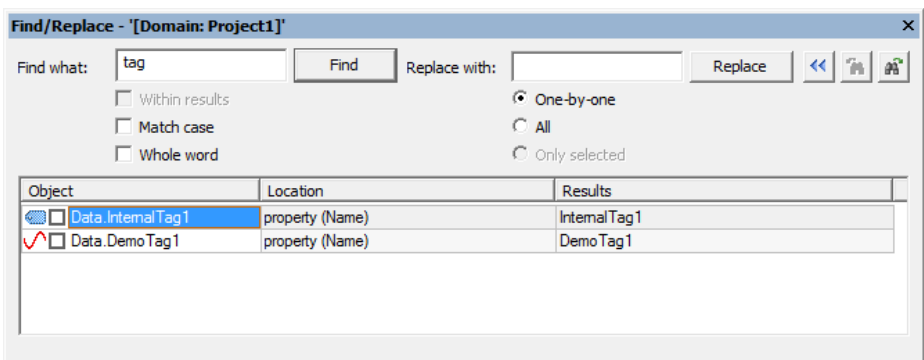 Find/Replace - '[Domain: Project1]'
Find what: tag Find Replace with: Replace
Within results One-by-one
Match case All
Whole word Only selected
Object Location Results
Data.InternalTag1 property (Name) InternalTag1
Data.DemoTag1 property (Name) DemoTag1